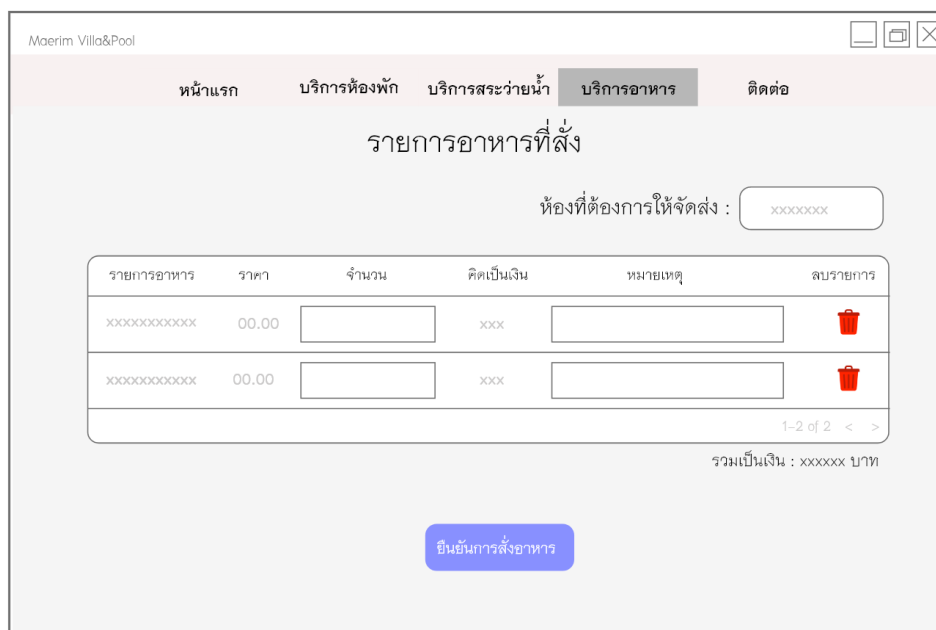 Maerim Villa&Pool
หน้าแรก บริการห้องพัก บริการสระว่ายน้ำ บริการอาหาร ติดต่อ
รายการอาหารที่สั่ง
ห้องที่ต้องการให้จัดส่ง : xxxxxxx
รายการอาหาร ราคา จำนวน คิดเป็นเงิน หมายเหตุ ลบรายการ
xxxxxxxxxxx 00.00 xxx
xxxxxxxxxxx 00.00 xxx
1-2 of 2 < >
รวมเป็นเงิน : xxxxxx บาท
ยืนยันการสั่งอาหาร